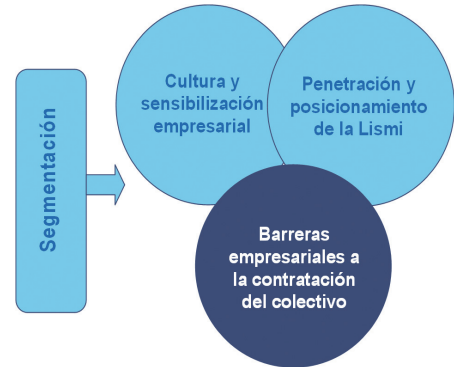 Segmentación
Cultura y
sensibilización
empresarial
Penetración y
posicionamiento
de la Lismi
Barreras
empresariales a
la contratación
del colectivo